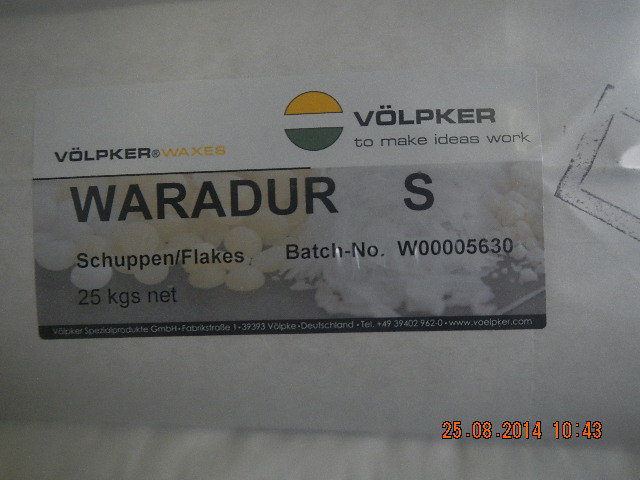 VÖLPKER
to make ideas work
VÖLPKER®WAXES
WARADUR S
Schuppen/Flakes Batch-No. W00005630
25 kgs net
Völpker Spezialprodukte GmbH • Fabrikstraße 1 • 39393 Völpke • Deutschland • Tel. +49 39402 962-0 • www.voelpker.com
25.08.2014 10:43